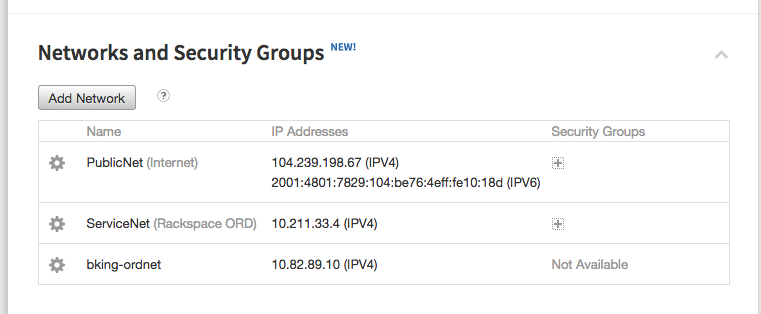 Networks and Security Groups NEW!
Add Network ?
Name IP Addresses Security Groups
PublicNet (Internet) 104.239.198.67 (IPV4)
2001:4801:7829:104:be76:4eff:fe10:18d (IPV6)
ServiceNet (Rackspace ORD) 10.211.33.4 (IPV4)
bking-ordnet 10.82.89.10 (IPV4) Not Available